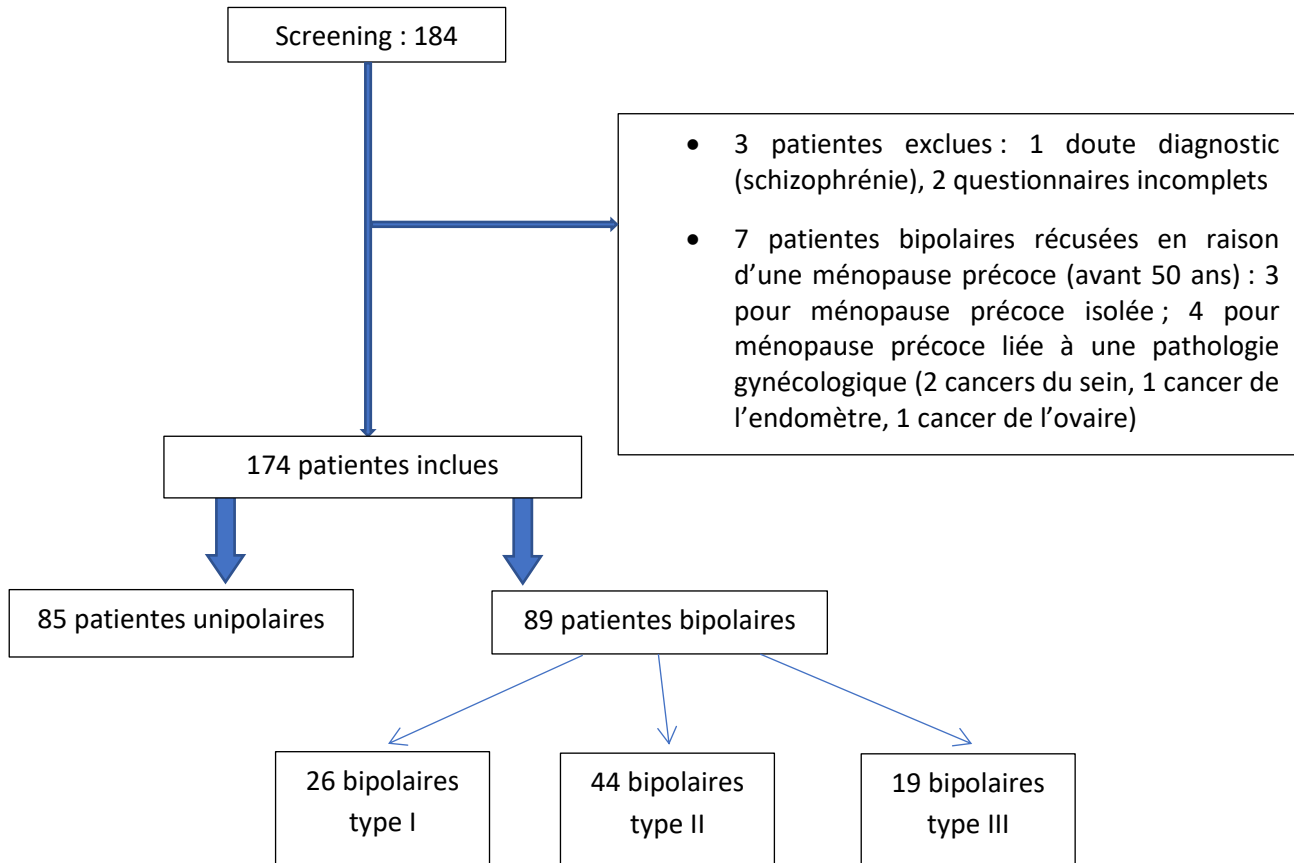 Screening : 184
• 3 patientes exclues : 1 doute diagnostic
(schizophrénie), 2 questionnaires incomplets
• 7 patientes bipolaires récusées en raison
d’une ménopause précoce (avant 50 ans) : 3
pour ménopause précoce isolée ; 4 pour
ménopause précoce liée à une pathologie
gynécologique (2 cancers du sein, 1 cancer de
l’endomètre, 1 cancer de l’ovaire)
174 patientes inclues
85 patientes unipolaires
89 patientes bipolaires
26 bipolaires
type I
44 bipolaires
type II
19 bipolaires
type III